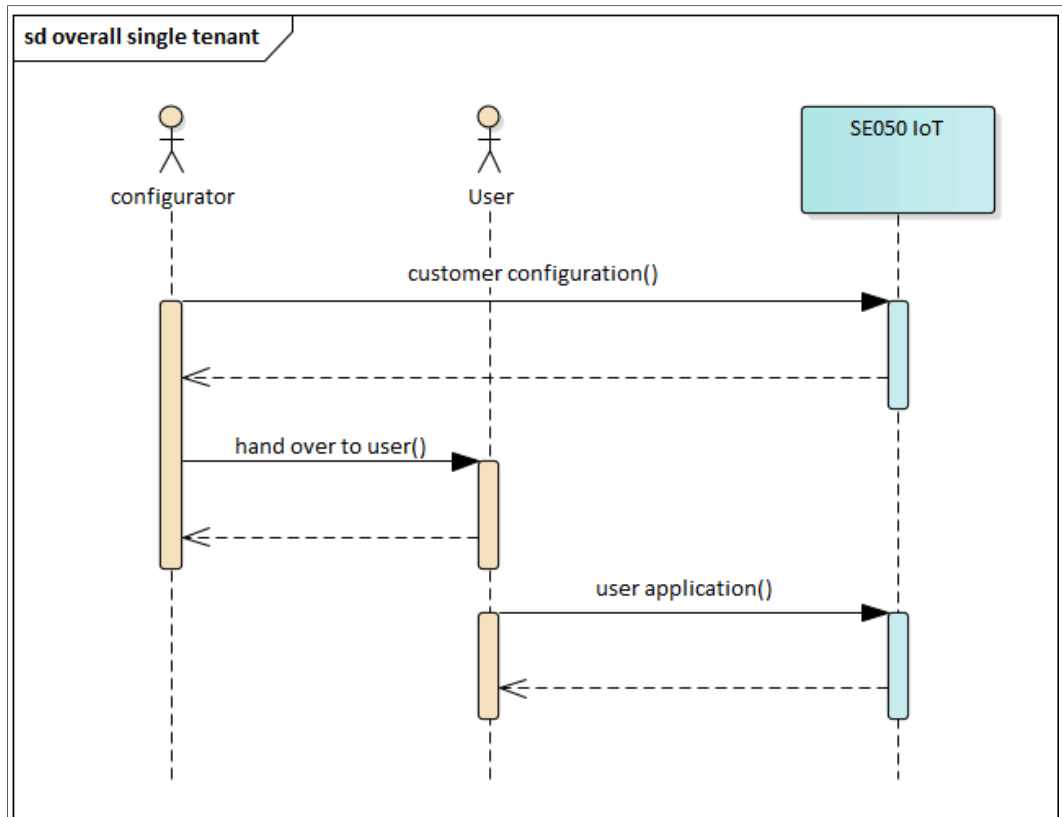 sd overall single tenant
configurator
User
SE050 IoT
customer configuration()
hand over to user()
user application()